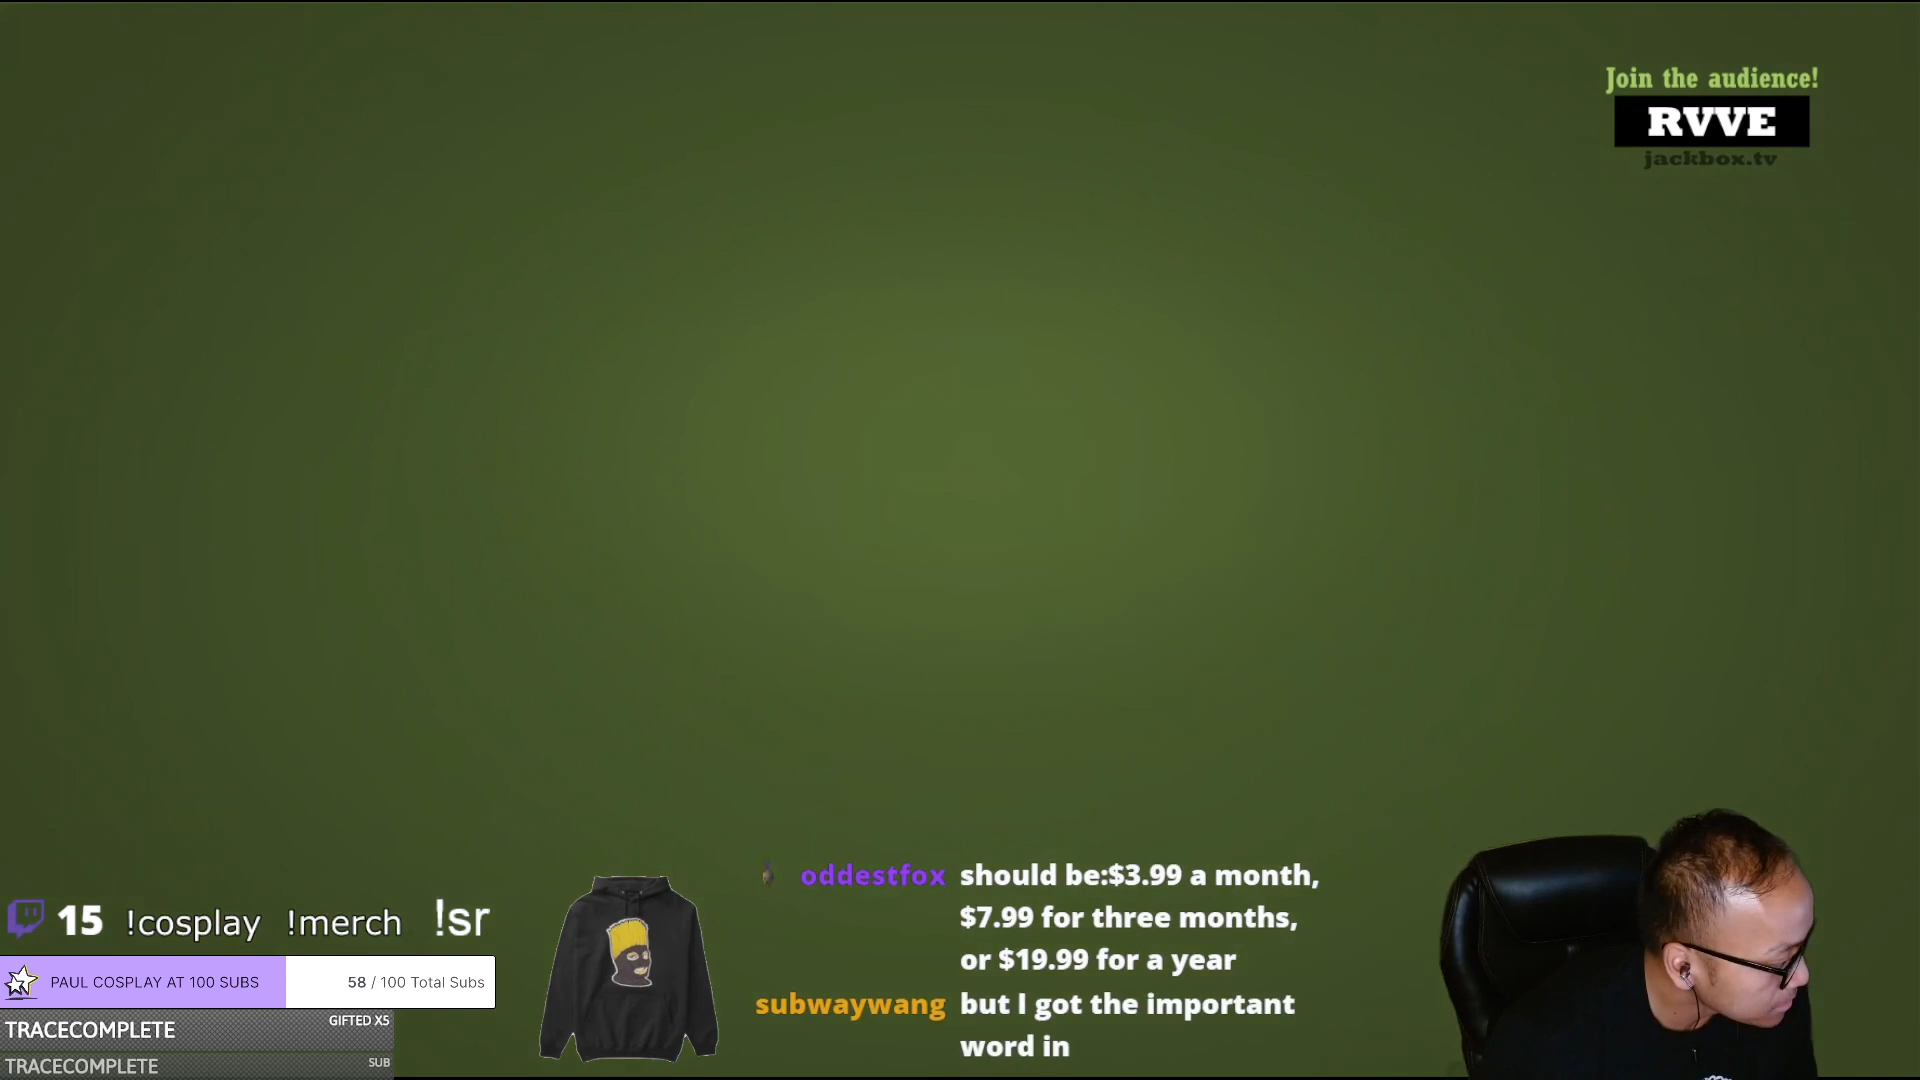 Join the audience!
RVVE
jackbox.tv
oddestfox should be:$3.99 a month,
$7.99 for three months,
or $19.99 for a year
subwaywang but I got the important
word in
15 !cosplay !merch !sr
PAUL COSPLAY AT 100 SUBS 58 / 100 Total Subs
TRACECOMPLETE GIFTED X5
TRACECOMPLETE SUB